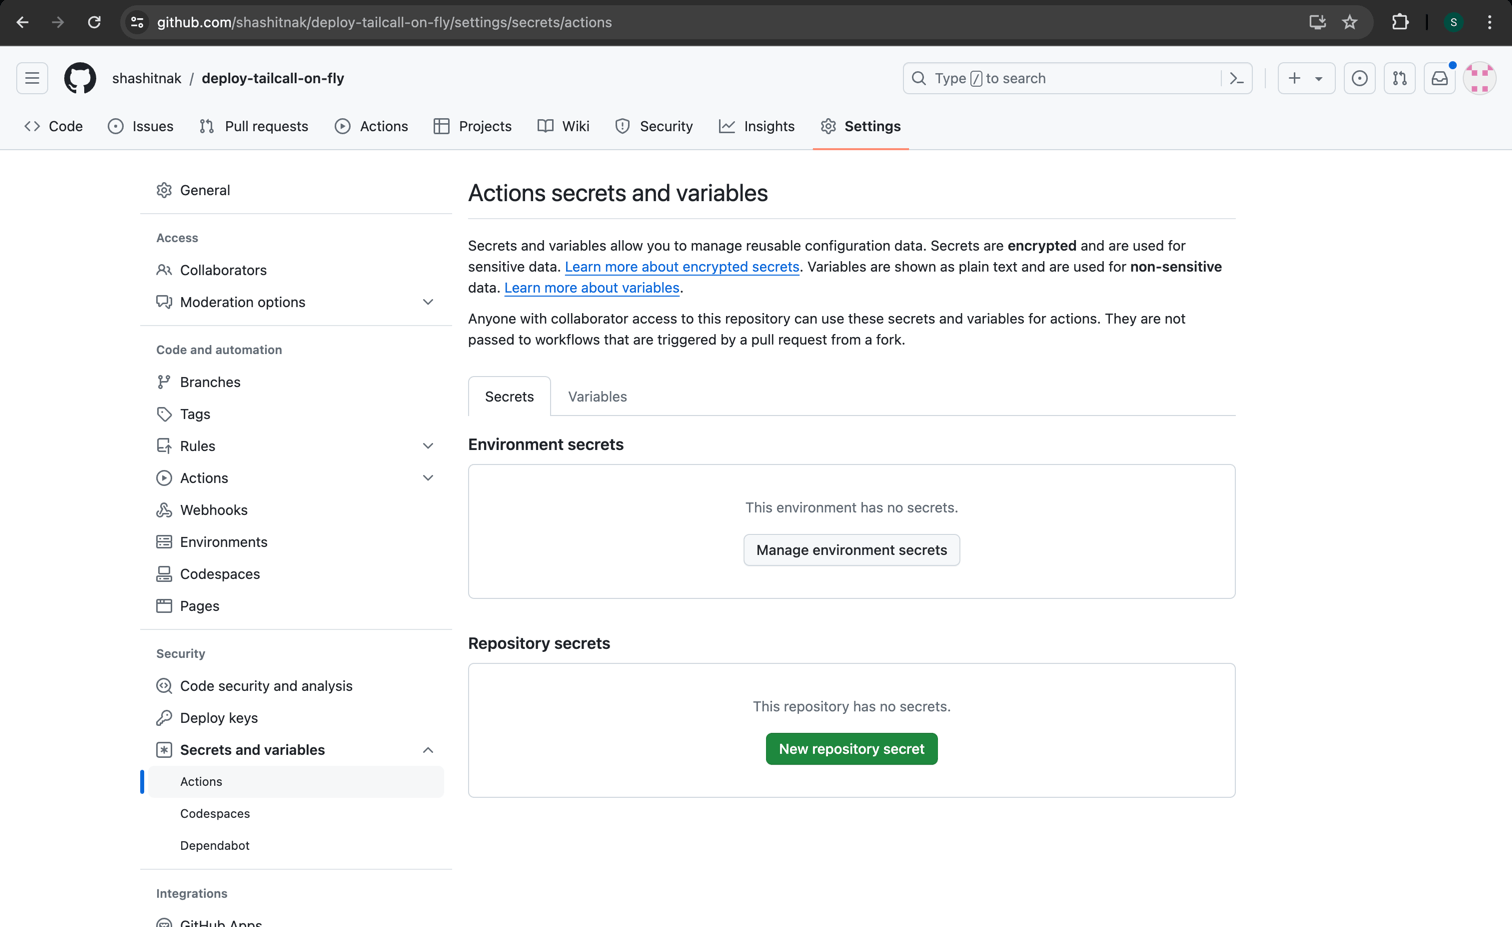 github.com/shashitnak/deploy-tailcall-on-fly/settings/secrets/actions
S
shashitnak / deploy-tailcall-on-fly
Type / to search
Code Issues Pull requests Actions Projects Wiki Security Insights Settings
General
Access
Collaborators
Moderation options
Code and automation
Branches
Tags
Rules
Actions
Webhooks
Environments
Codespaces
Pages
Security
Code security and analysis
Deploy keys
Secrets and variables
Actions
Codespaces
Dependabot
Integrations
GitHub Apps
Actions secrets and variables
Secrets and variables allow you to manage reusable configuration data. Secrets are encrypted and are used for
sensitive data. Learn more about encrypted secrets. Variables are shown as plain text and are used for non-sensitive
data. Learn more about variables.
Anyone with collaborator access to this repository can use these secrets and variables for actions. They are not
passed to workflows that are triggered by a pull request from a fork.
Secrets Variables
Environment secrets
This environment has no secrets.
Manage environment secrets
Repository secrets
This repository has no secrets.
New repository secret